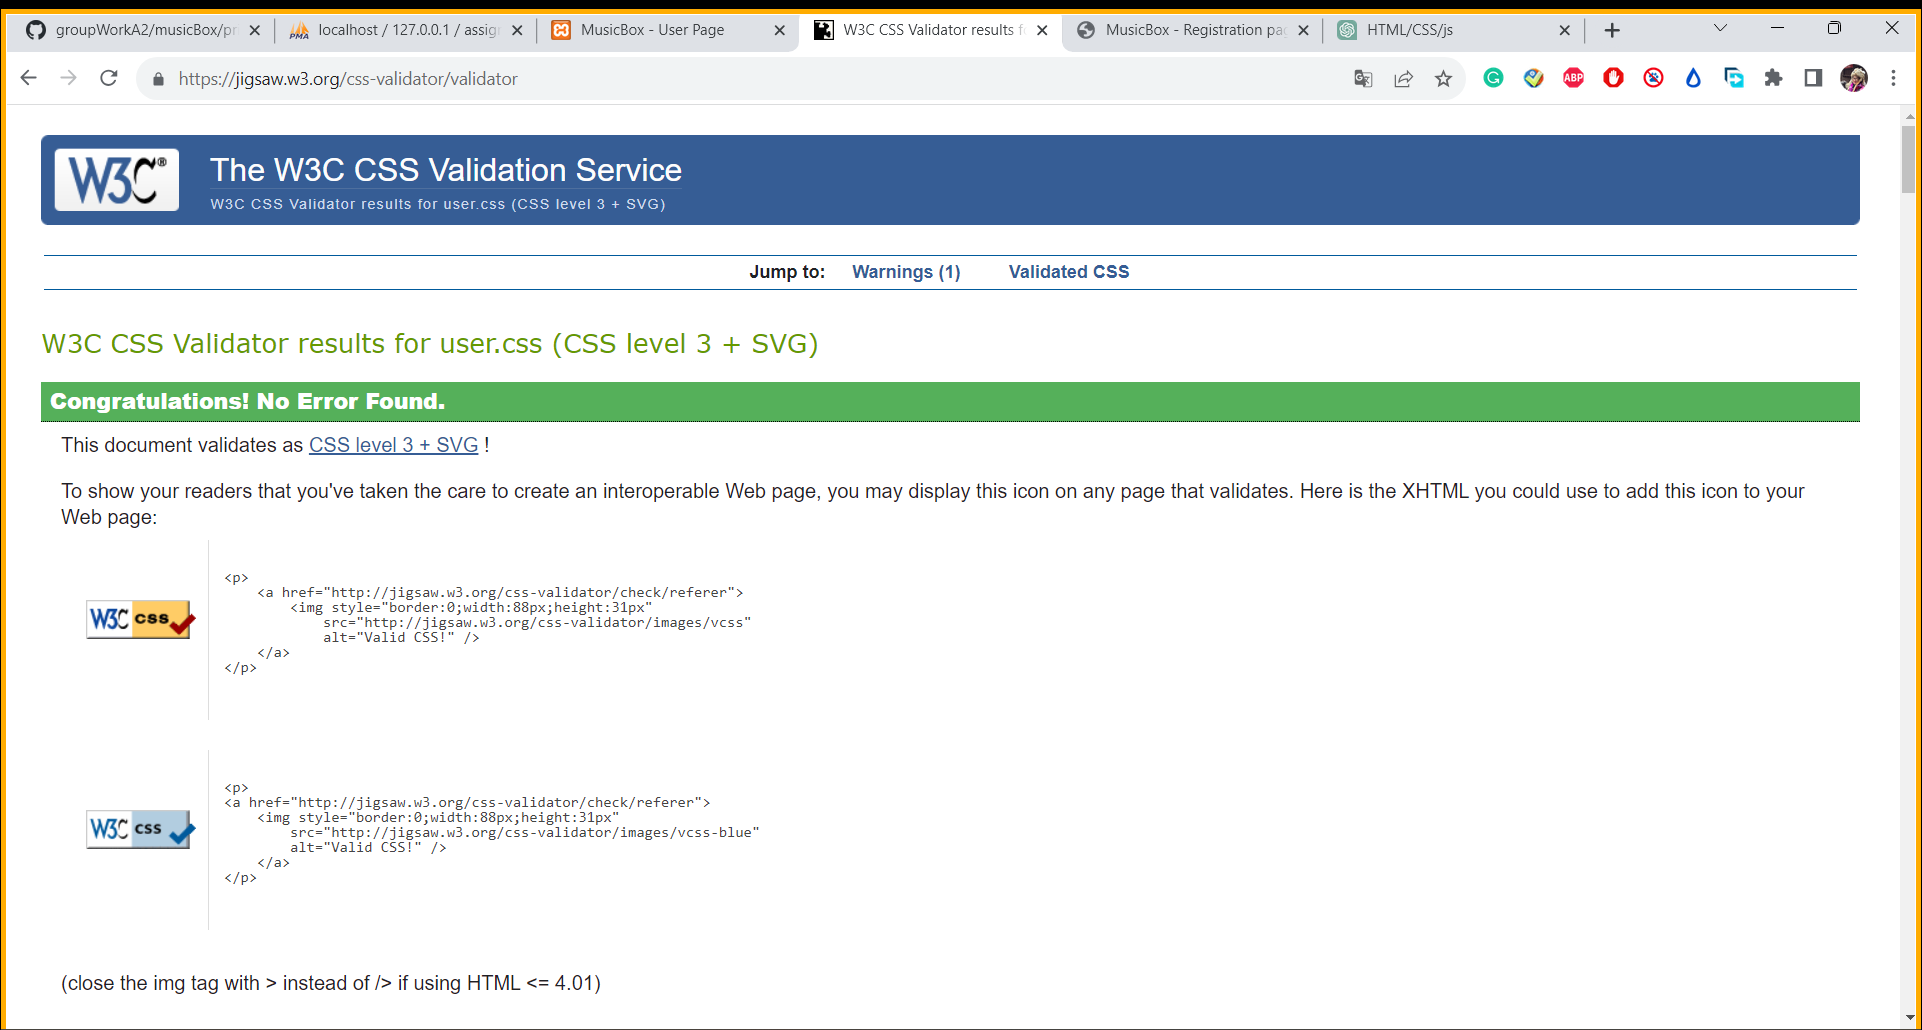 groupWorkA2/musicBox/pr
localhost / 127.0.0.1 / assig
MusicBox - User Page
W3C CSS Validator results f
MusicBox - Registration pag
HTML/CSS/js
https://jigsaw.w3.org/css-validator/validator
W3C®
The W3C CSS Validation Service
W3C CSS Validator results for user.css (CSS level 3 + SVG)
Jump to: Warnings (1) Validated CSS
W3C CSS Validator results for user.css (CSS level 3 + SVG)
Congratulations! No Error Found.
This document validates as CSS level 3 + SVG !
To show your readers that you've taken the care to create an interoperable Web page, you may display this icon on any page that validates. Here is the XHTML you could use to add this icon to your
Web page:
W3C css
<p>
<a href="http://jigsaw.w3.org/css-validator/check/referer">
<img style="border:0;width:88px;height:31px"
src="http://jigsaw.w3.org/css-validator/images/vcss"
alt="Valid CSS!" />
</a>
</p>
W3C css
<p>
<a href="http://jigsaw.w3.org/css-validator/check/referer">
<img style="border:0;width:88px;height:31px"
src="http://jigsaw.w3.org/css-validator/images/vcss-blue"
alt="Valid CSS!" />
</a>
</p>
(close the img tag with > instead of /> if using HTML <= 4.01)